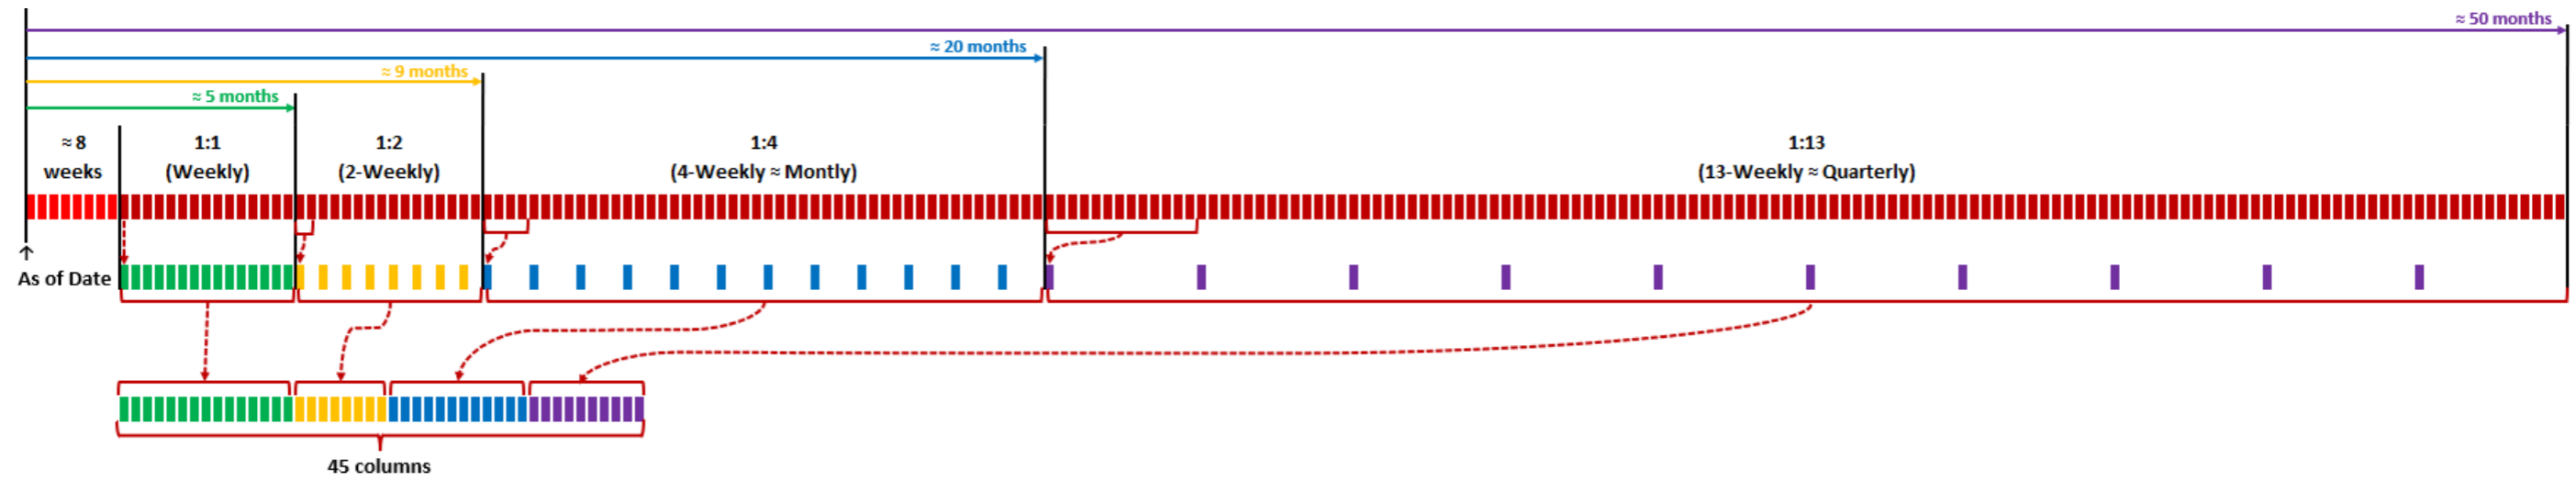 ≈ 50 months
≈ 20 months
≈ 9 months
≈ 5 months
≈ 8
weeks
1:1
(Weekly)
1:2
(2-Weekly)
1:4
(4-Weekly ≈ Montly)
1:13
(13-Weekly ≈ Quarterly)
As of Date
45 columns